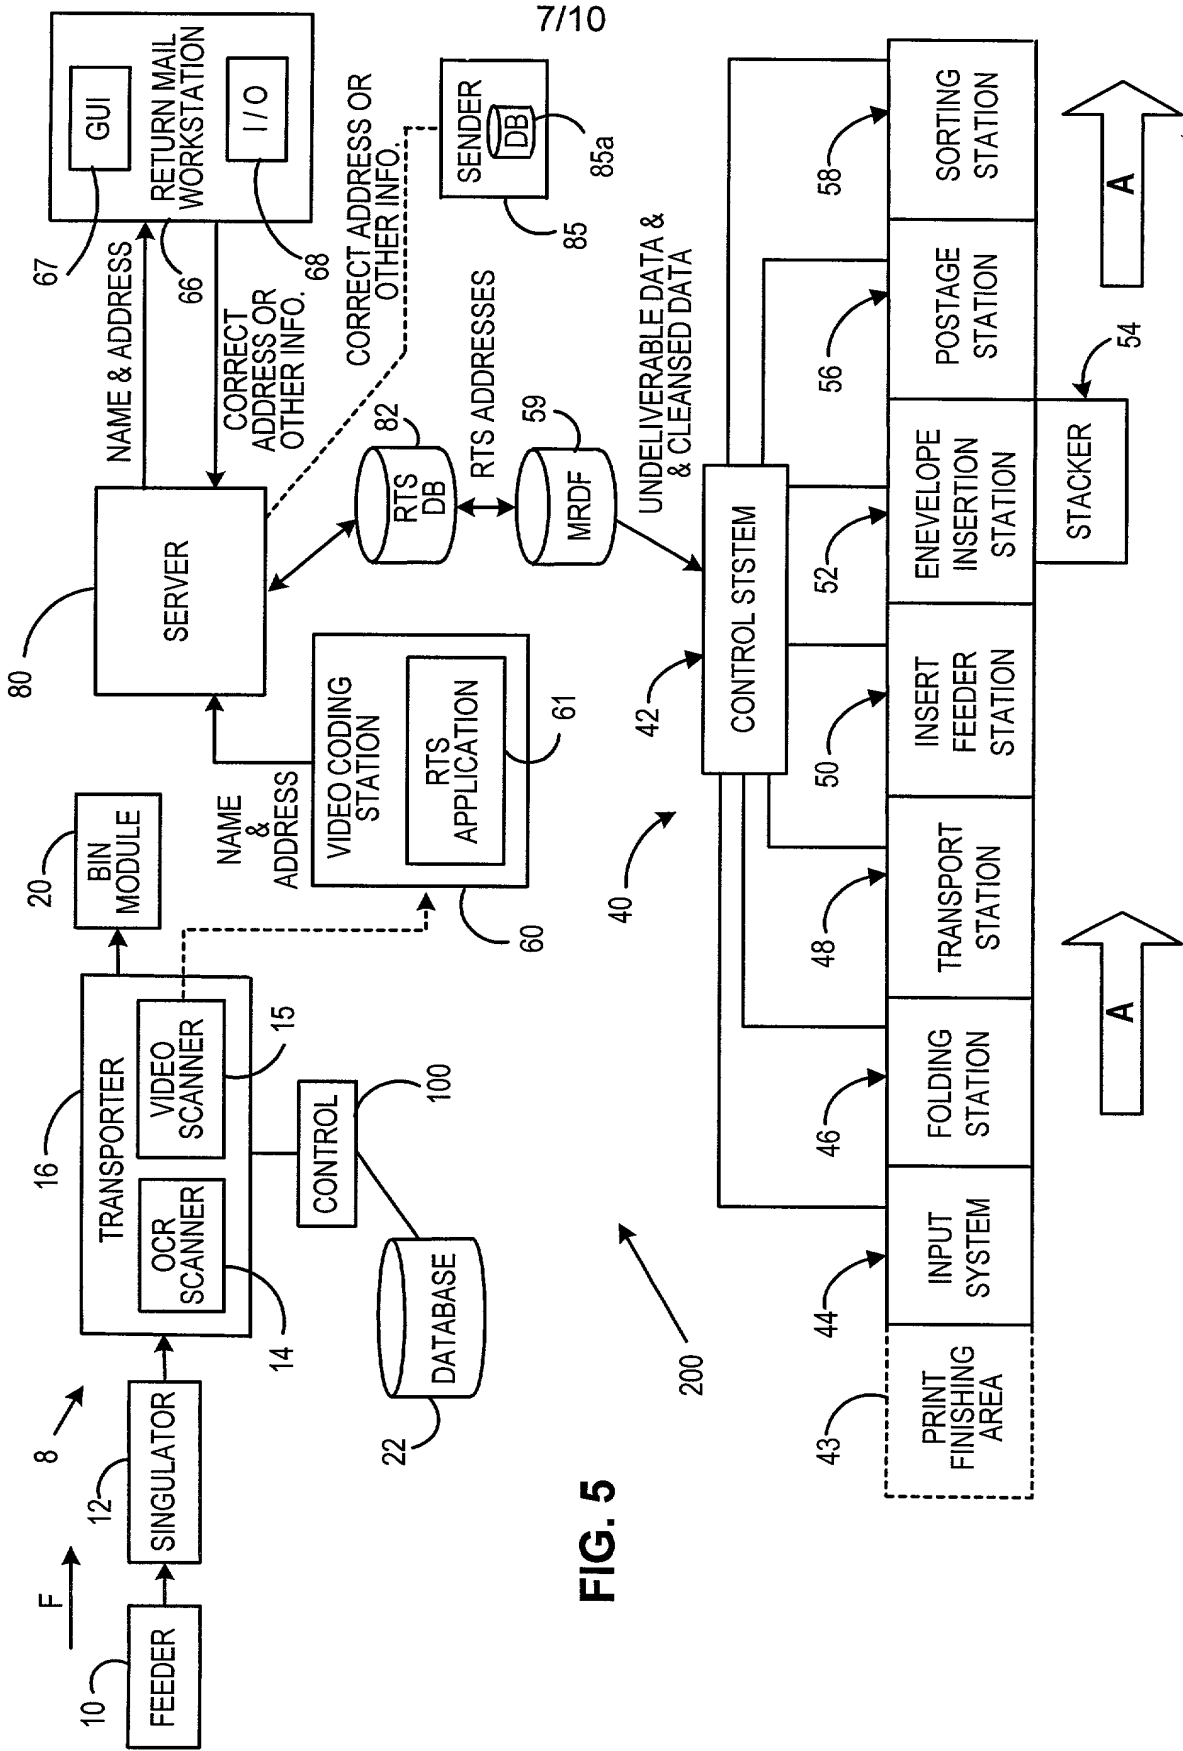 7/10
F
8
10
FEEDER
12
SINGULATOR
16
TRANSPORTER
OCR
SCANNER
14
VIDEO
SCANNER
15
20
BIN
MODULE
CONTROL
100
DATABASE
22
NAME
&
ADDRESS
VIDEO CODING
STATION
RTS
APPLICATION
61
60
80
SERVER
NAME & ADDRESS
CORRECT
ADDRESS OR
OTHER INFO.
67
GUI
RETURN MAIL
WORKSTATION
66
I/O
68
CORRECT ADDRESS OR
OTHER INFO.
SENDER
DB
85a
85
RTS
DB
82
RTS ADDRESSES
MRDF
59
UNDELIVERABLE DATA &
& CLEANSED DATA
FIG. 5
200
40
42
CONTROL STSTEM
43
PRINT
FINISHING
AREA
44
INPUT
SYSTEM
46
FOLDING
STATION
48
TRANSPORT
STATION
50
INSERT
FEEDER
STATION
52
ENEVELOPE
INSERTION
STATION
STACKER
54
56
POSTAGE
STATION
58
SORTING
STATION
A
A